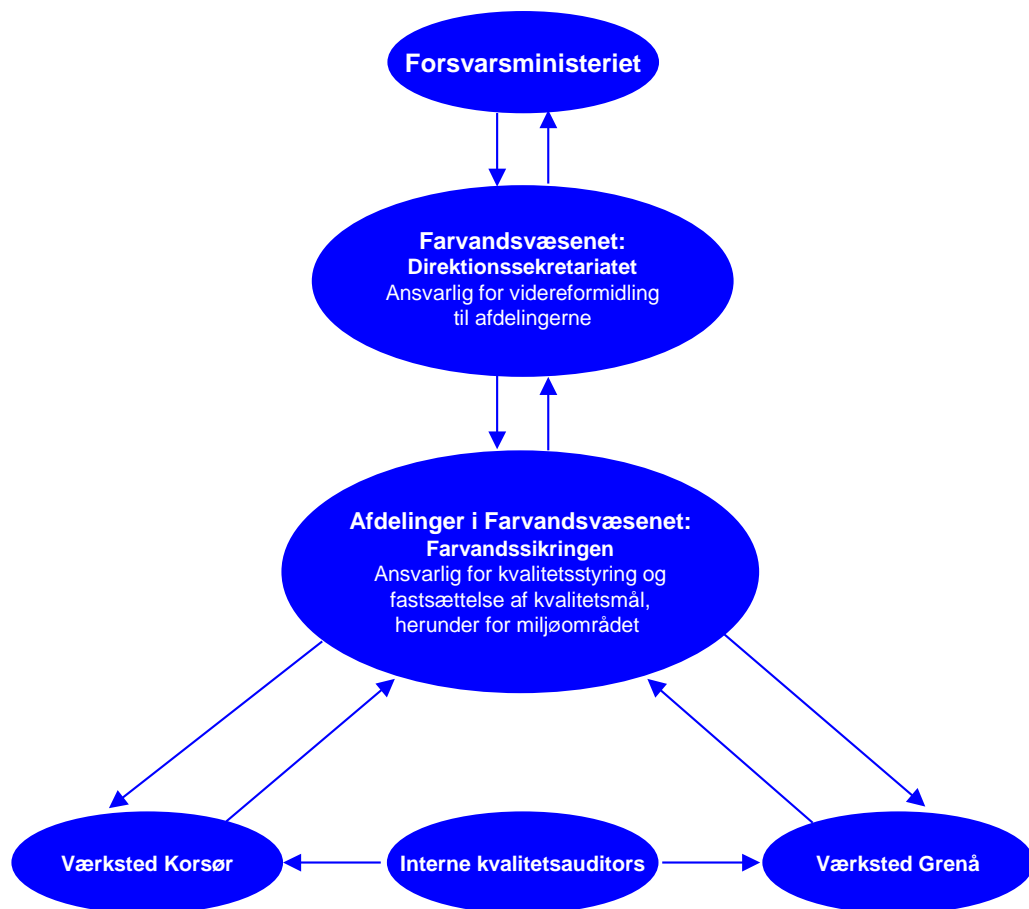 Forsvarsministeriet
Farvandsvæsenet:
Direktionssekretariatet
Ansvarlig for videreformidling
til afdelingerne
Afdelinger i Farvandsvæsenet:
Farvandssikringen
Ansvarlig for kvalitetsstyring og
fastsættelse af kvalitetsmål,
herunder for miljøområdet
Værksted Korsør
Interne kvalitetsauditors
Værksted Grenå